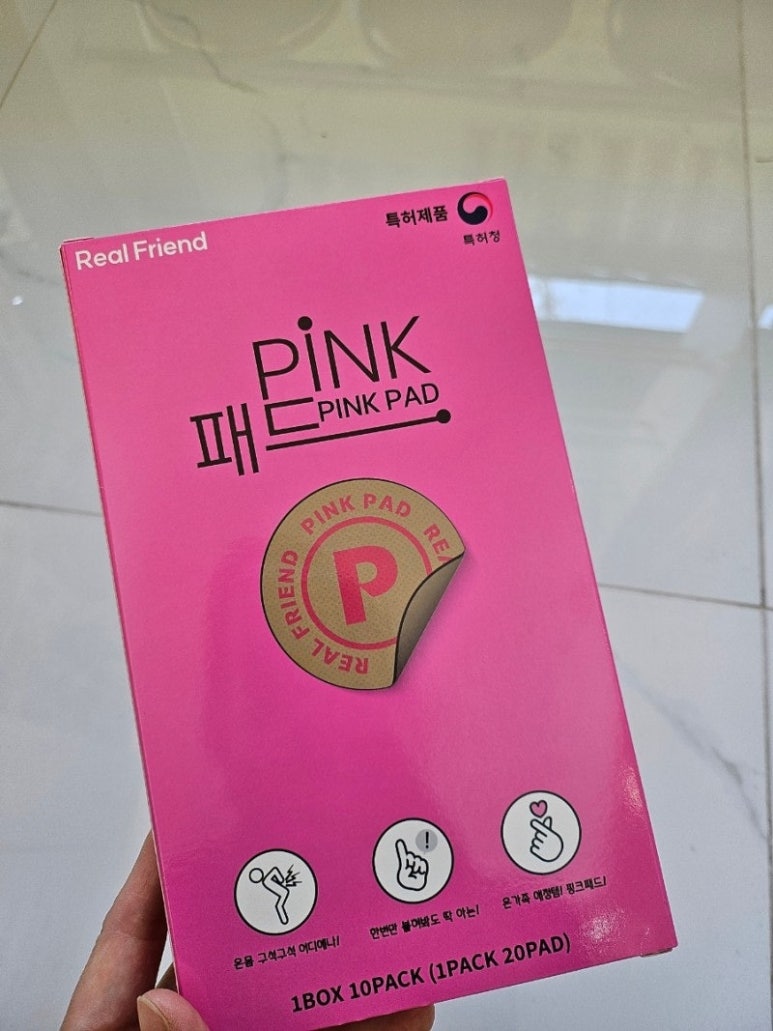 Real Friend
특허제품
특허청
PiNK
패드 PINK PAD
PINK PAD REA
REAL FRIEND
P
온몸 구석구석 어디에나!
한번만 붙여봐도 딱 아는!
온가족 애정템! 핑크패드!
1BOX 10PACK (1PACK 20PAD)